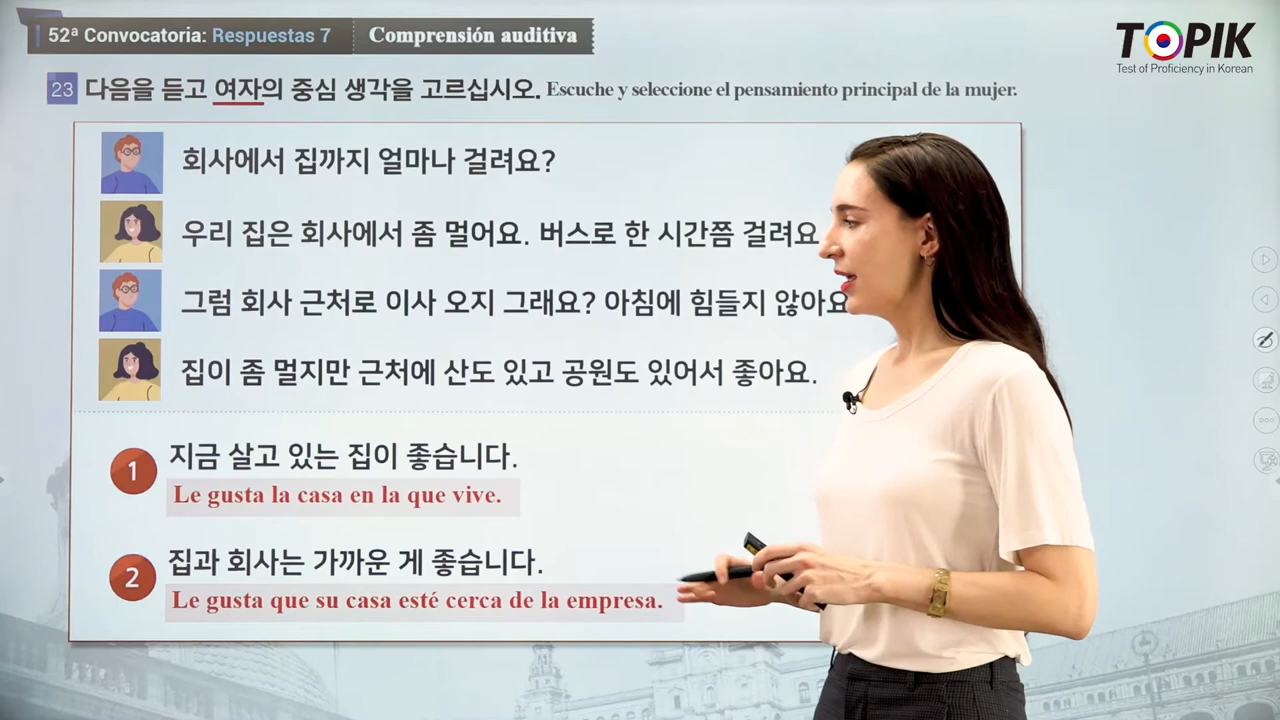 52ª Convocatoria: Respuestas 7 Comprensión auditiva
TOPIK
Test of Proficiency in Korean
23 다음을 듣고 여자의 중심 생각을 고르십시오. Escuche y seleccione el pensamiento principal de la mujer.
회사에서 집까지 얼마나 걸려요?
우리 집은 회사에서 좀 멀어요. 버스로 한 시간쯤 걸려요
그럼 회사 근처로 이사 오지 그래요? 아침에 힘들지 않아요
집이 좀 멀지만 근처에 산도 있고 공원도 있어서 좋아요.
1 지금 살고 있는 집이 좋습니다.
Le gusta la casa en la que vive.
2 집과 회사는 가까운 게 좋습니다.
Le gusta que su casa esté cerca de la empresa.